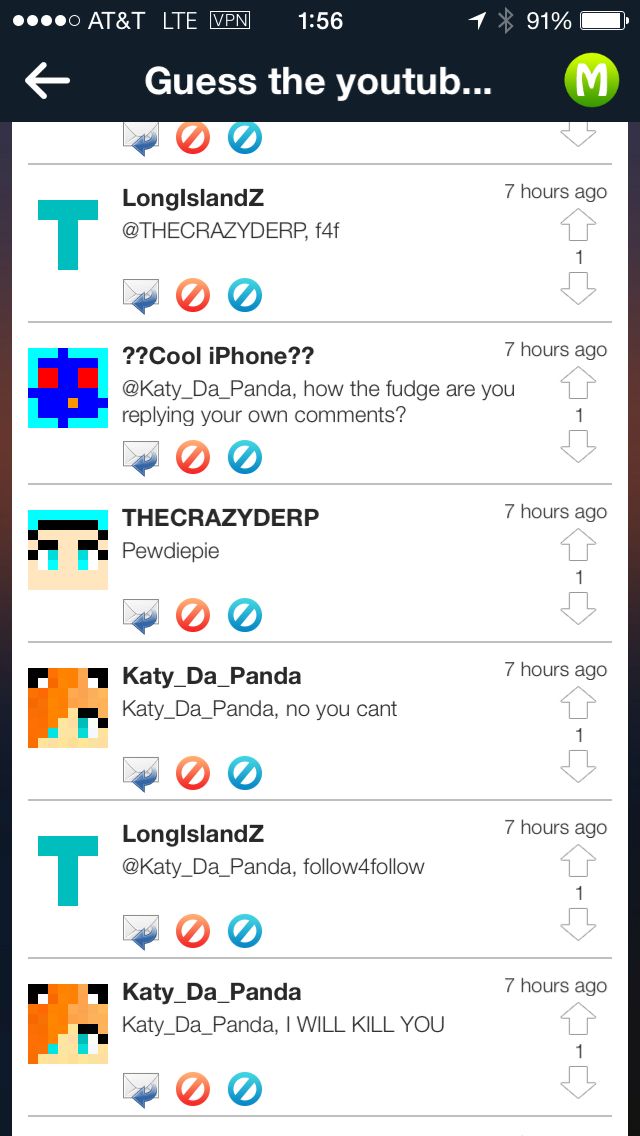 AT&T LTE VPN 1:56 91%
Guess the youtub... M
LongIslandZ 7 hours ago
@THECRAZYDERP, f4f
1
??Cool iPhone?? 7 hours ago
@Katy_Da_Panda, how the fudge are you
replying your own comments?
1
THECRAZYDERP 7 hours ago
Pewdiepie
1
Katy_Da_Panda 7 hours ago
Katy_Da_Panda, no you cant
1
LongIslandZ 7 hours ago
@Katy_Da_Panda, follow4follow
1
Katy_Da_Panda 7 hours ago
Katy_Da_Panda, I WILL KILL YOU
1